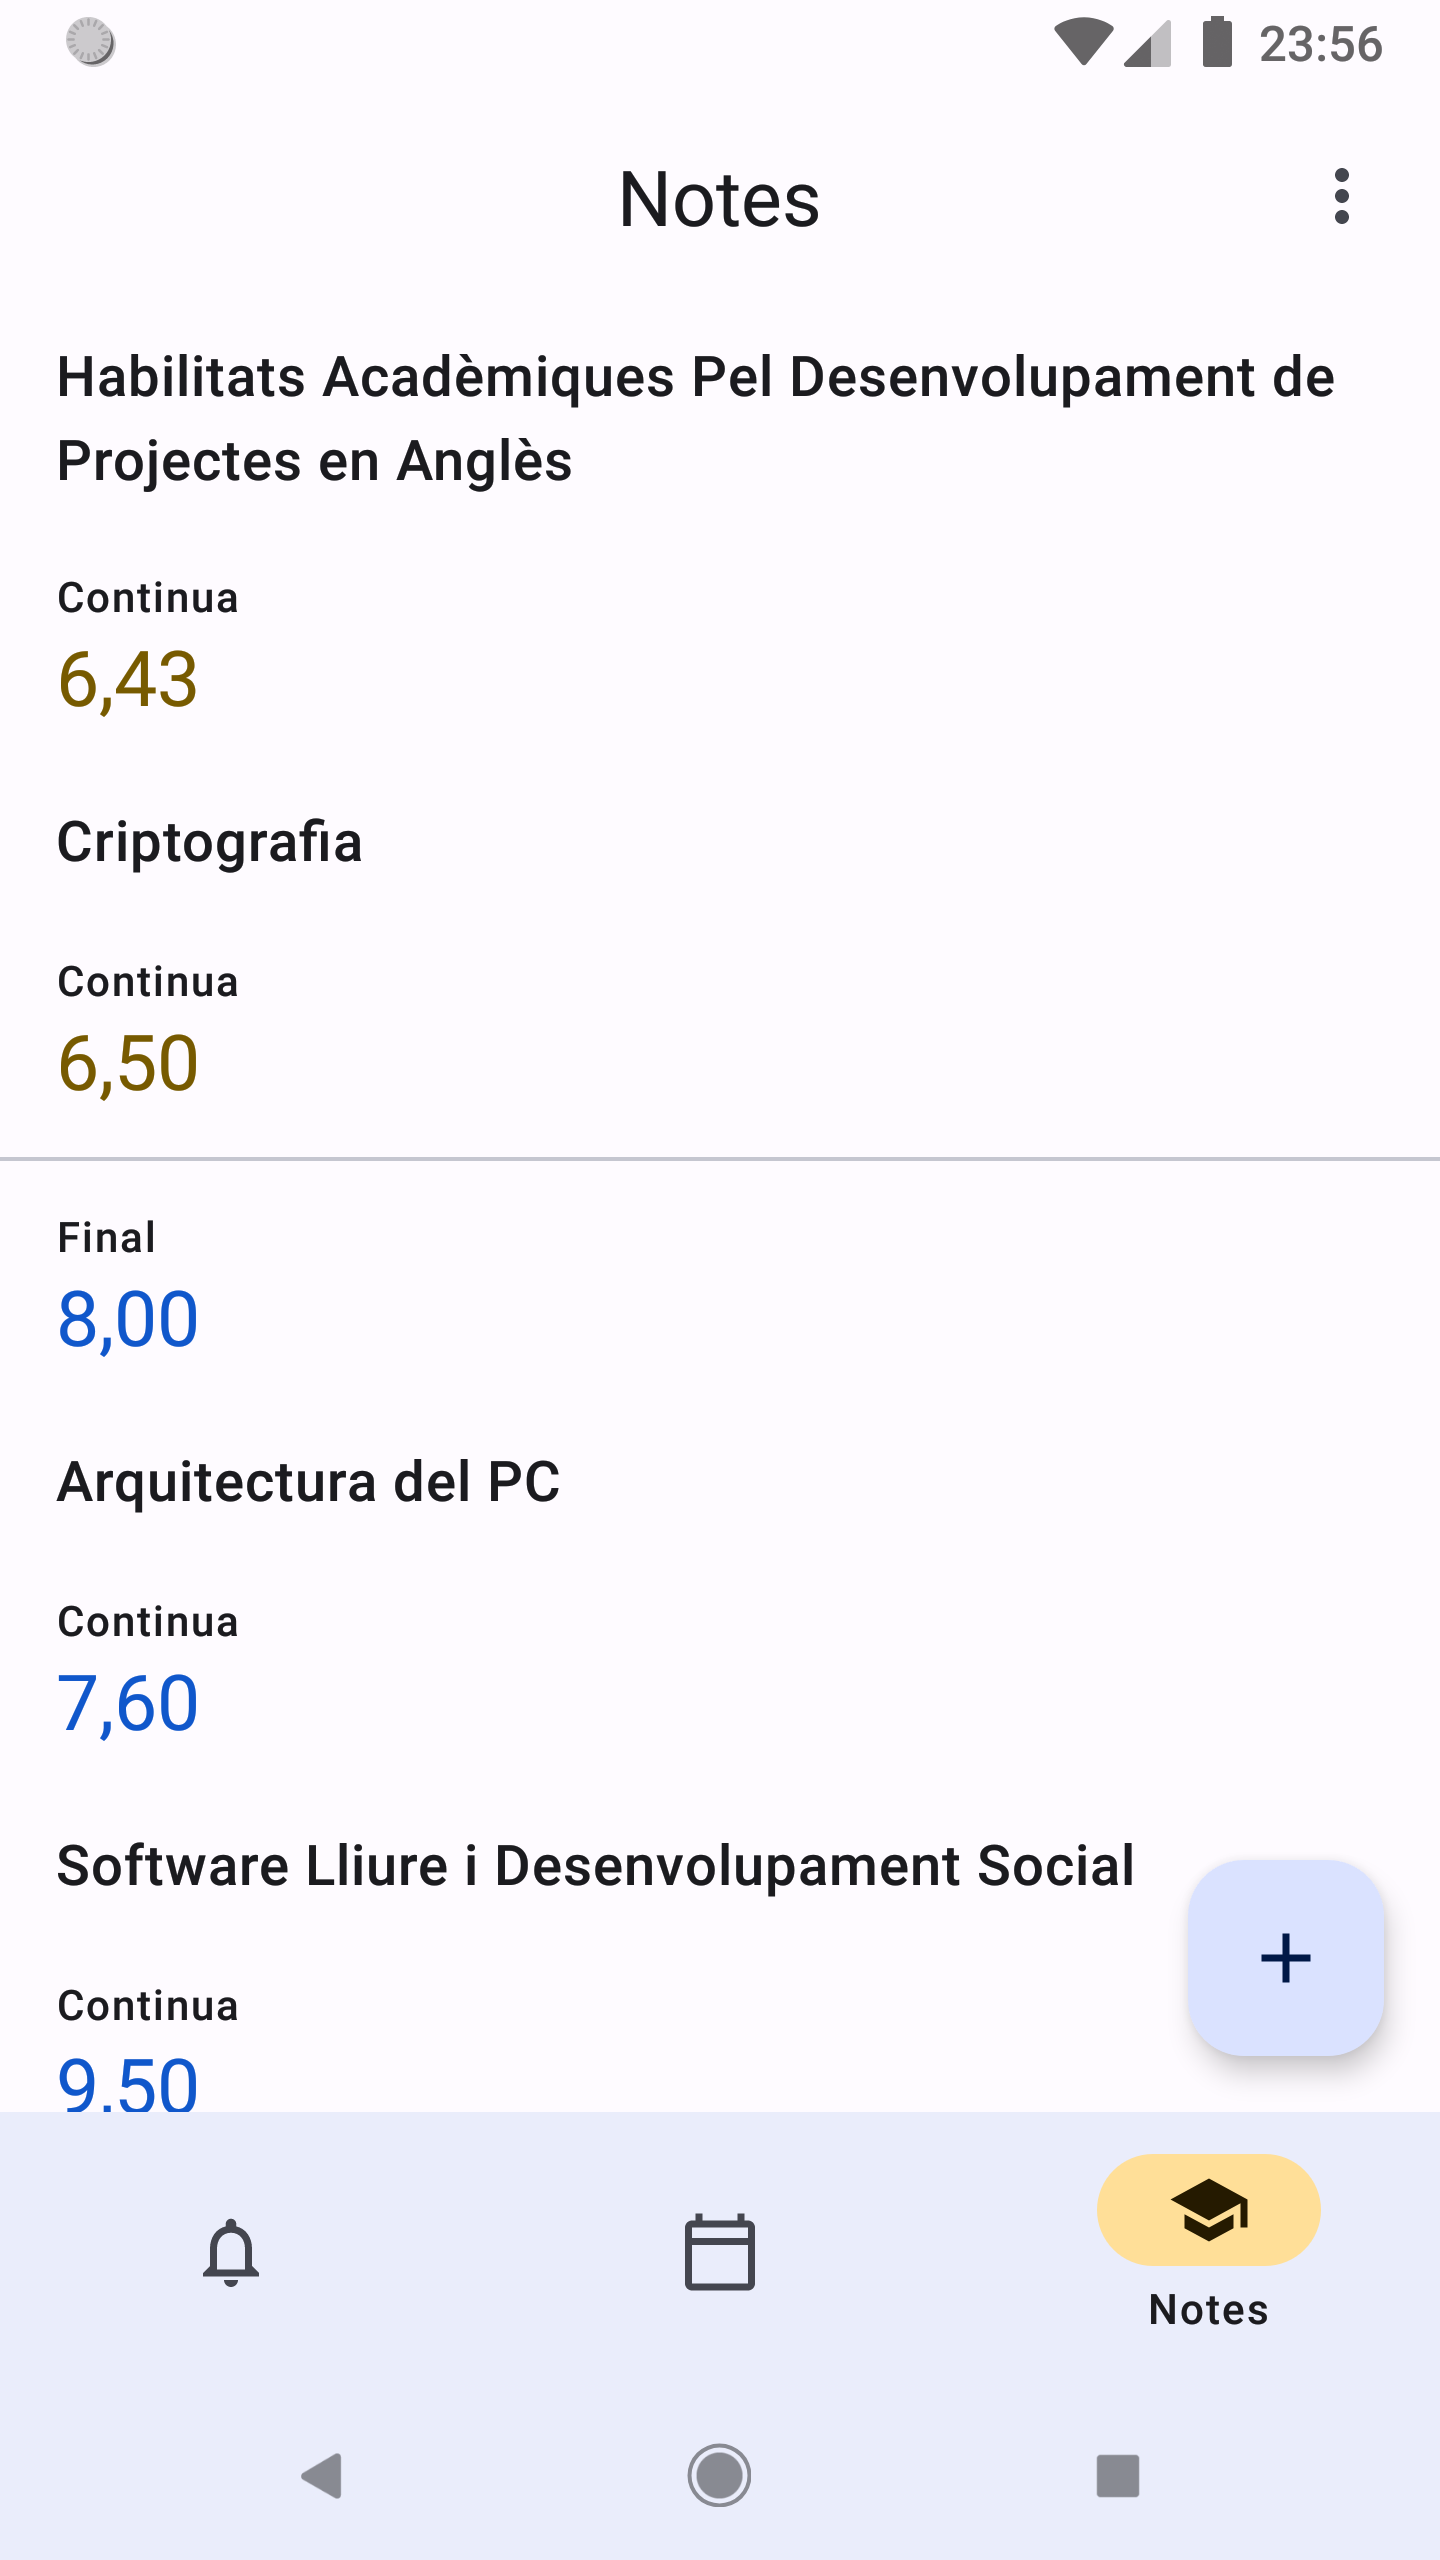 23:56
Notes
Habilitats Acadèmiques Pel Desenvolupament de
Projectes en Anglès
Continua
6,43
Criptografia
Continua
6,50
Final
8,00
Arquitectura del PC
Continua
7,60
Software Lliure i Desenvolupament Social
Continua
9,50
Notes